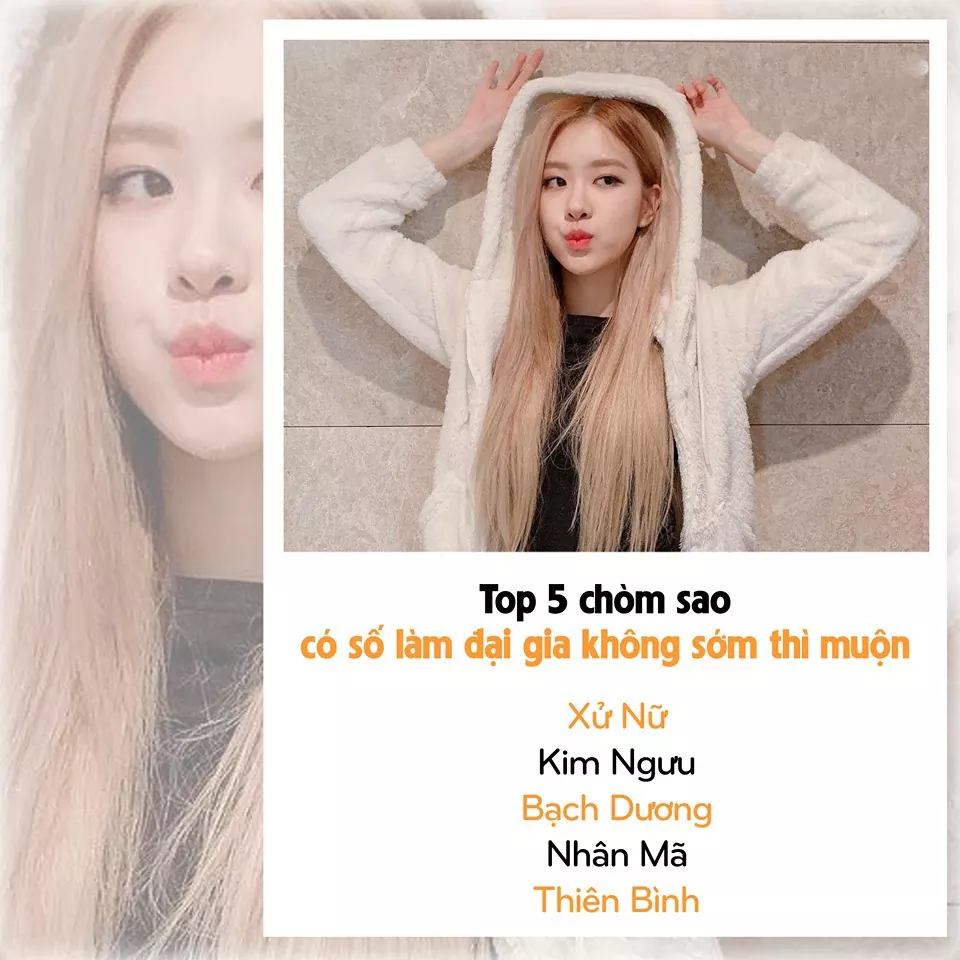 Top 5 chòm sao
có số làm đại gia không sớm thì muộn
Xử Nữ
Kim Ngưu
Bạch Dương
Nhân Mã
Thiên Bình